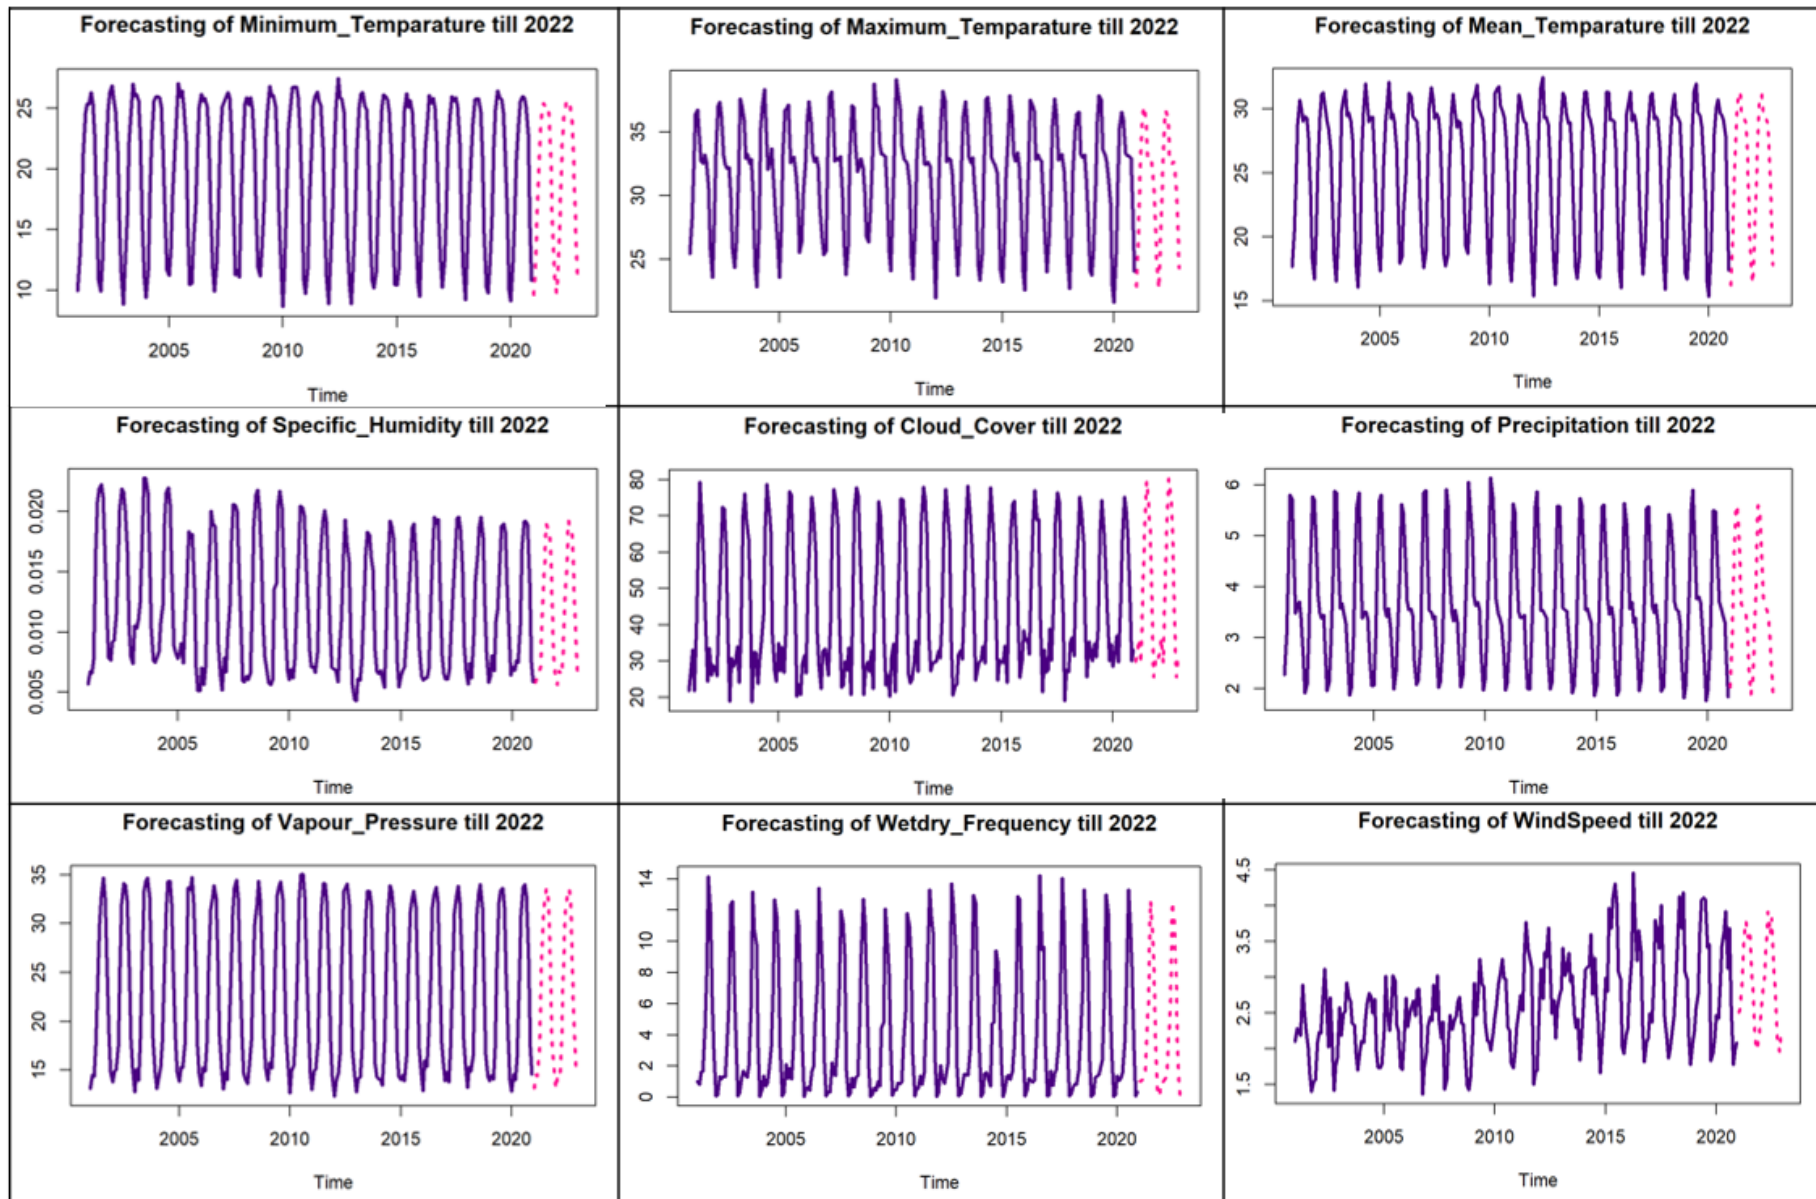 Forecasting of Minimum_Temparature till 2022
25
20
15
10
2005 2010 2015 2020
Time
Forecasting of Maximum_Temparature till 2022
35
30
25
2005 2010 2015 2020
Time
Forecasting of Mean_Temparature till 2022
30
25
20
15
2005 2010 2015 2020
Time
Forecasting of Specific_Humidity till 2022
0.020
0.015
0.010
0.005
2005 2010 2015 2020
Time
Forecasting of Cloud_Cover till 2022
80
70
60
50
40
30
20
2005 2010 2015 2020
Time
Forecasting of Precipitation till 2022
6
5
4
3
2
2005 2010 2015 2020
Time
Forecasting of Vapour_Pressure till 2022
35
30
25
20
15
2005 2010 2015 2020
Time
Forecasting of Wetdry_Frequency till 2022
14
10
8
6
4
2
0
2005 2010 2015 2020
Time
Forecasting of WindSpeed till 2022
4.5
3.5
2.5
1.5
2005 2010 2015 2020
Time